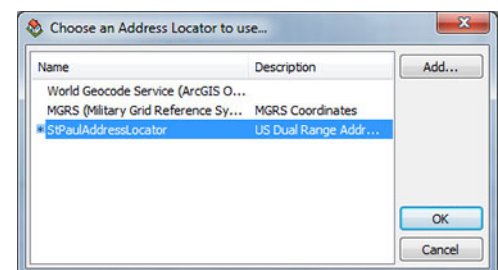 Choose an Address Locator to use...
Name Description Add...
World Geocode Service (ArcGIS O...
MGRS (Military Grid Reference Sy... MGRS Coordinates
StPaulAddressLocator US Dual Range Addr...
OK
Cancel